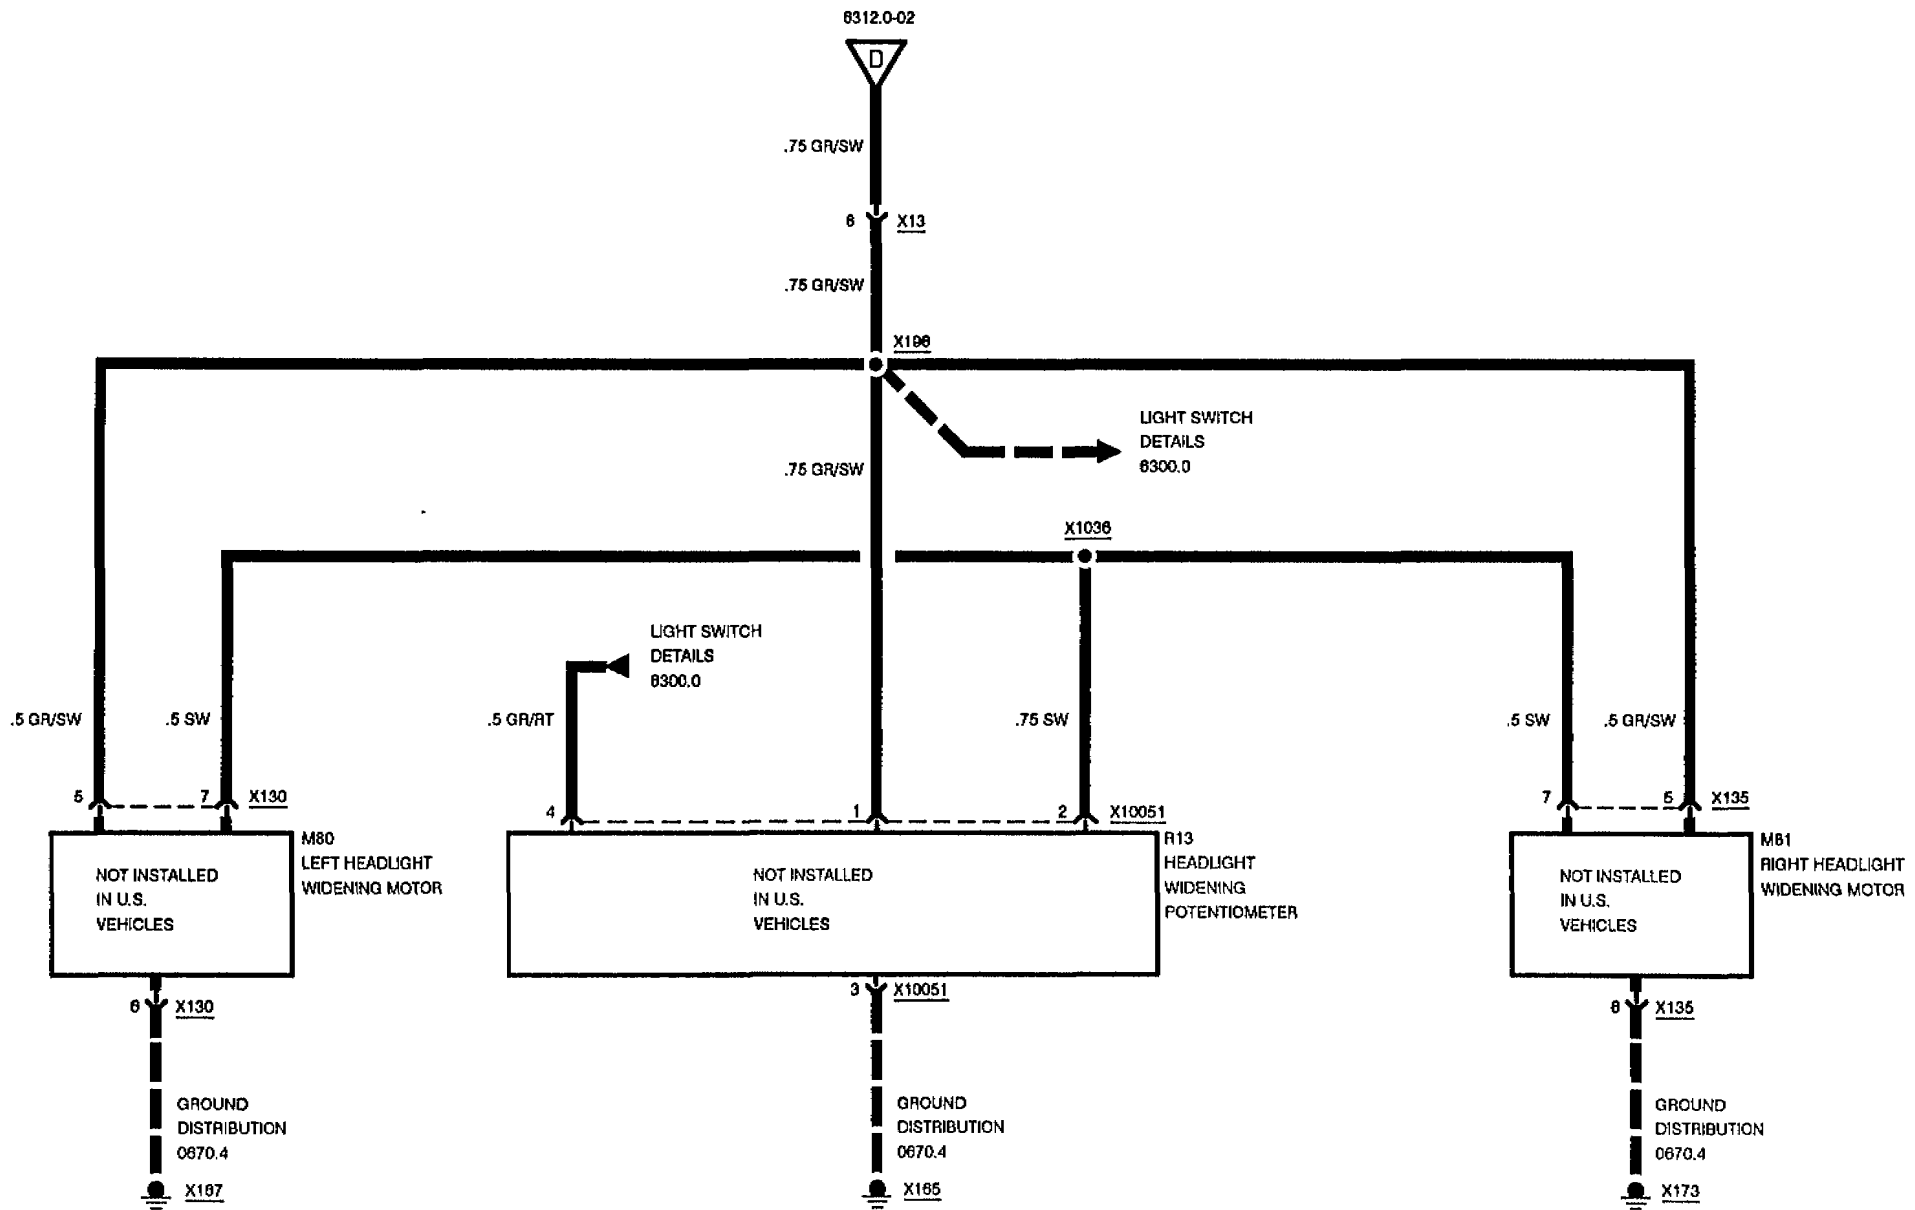 6312.0-02
D
.75 GR/SW
6 X13
.75 GR/SW
X196
LIGHT SWITCH
DETAILS
6300.0
.75 GR/SW
X1036
LIGHT SWITCH
DETAILS
6300.0
.5 GR/SW
.5 SW
.5 GR/RT
.75 SW
.5 SW
.5 GR/SW
5
7
X130
4
1
2
X10051
7
5
X135
M80
LEFT HEADLIGHT
WIDENING MOTOR
NOT INSTALLED
IN U.S.
VEHICLES
NOT INSTALLED
IN U.S.
VEHICLES
R13
HEADLIGHT
WIDENING
POTENTIOMETER
NOT INSTALLED
IN U.S.
VEHICLES
M81
RIGHT HEADLIGHT
WIDENING MOTOR
6 X130
3 X10051
6 X135
GROUND
DISTRIBUTION
0670.4
GROUND
DISTRIBUTION
0670.4
GROUND
DISTRIBUTION
0670.4
X167
X165
X173